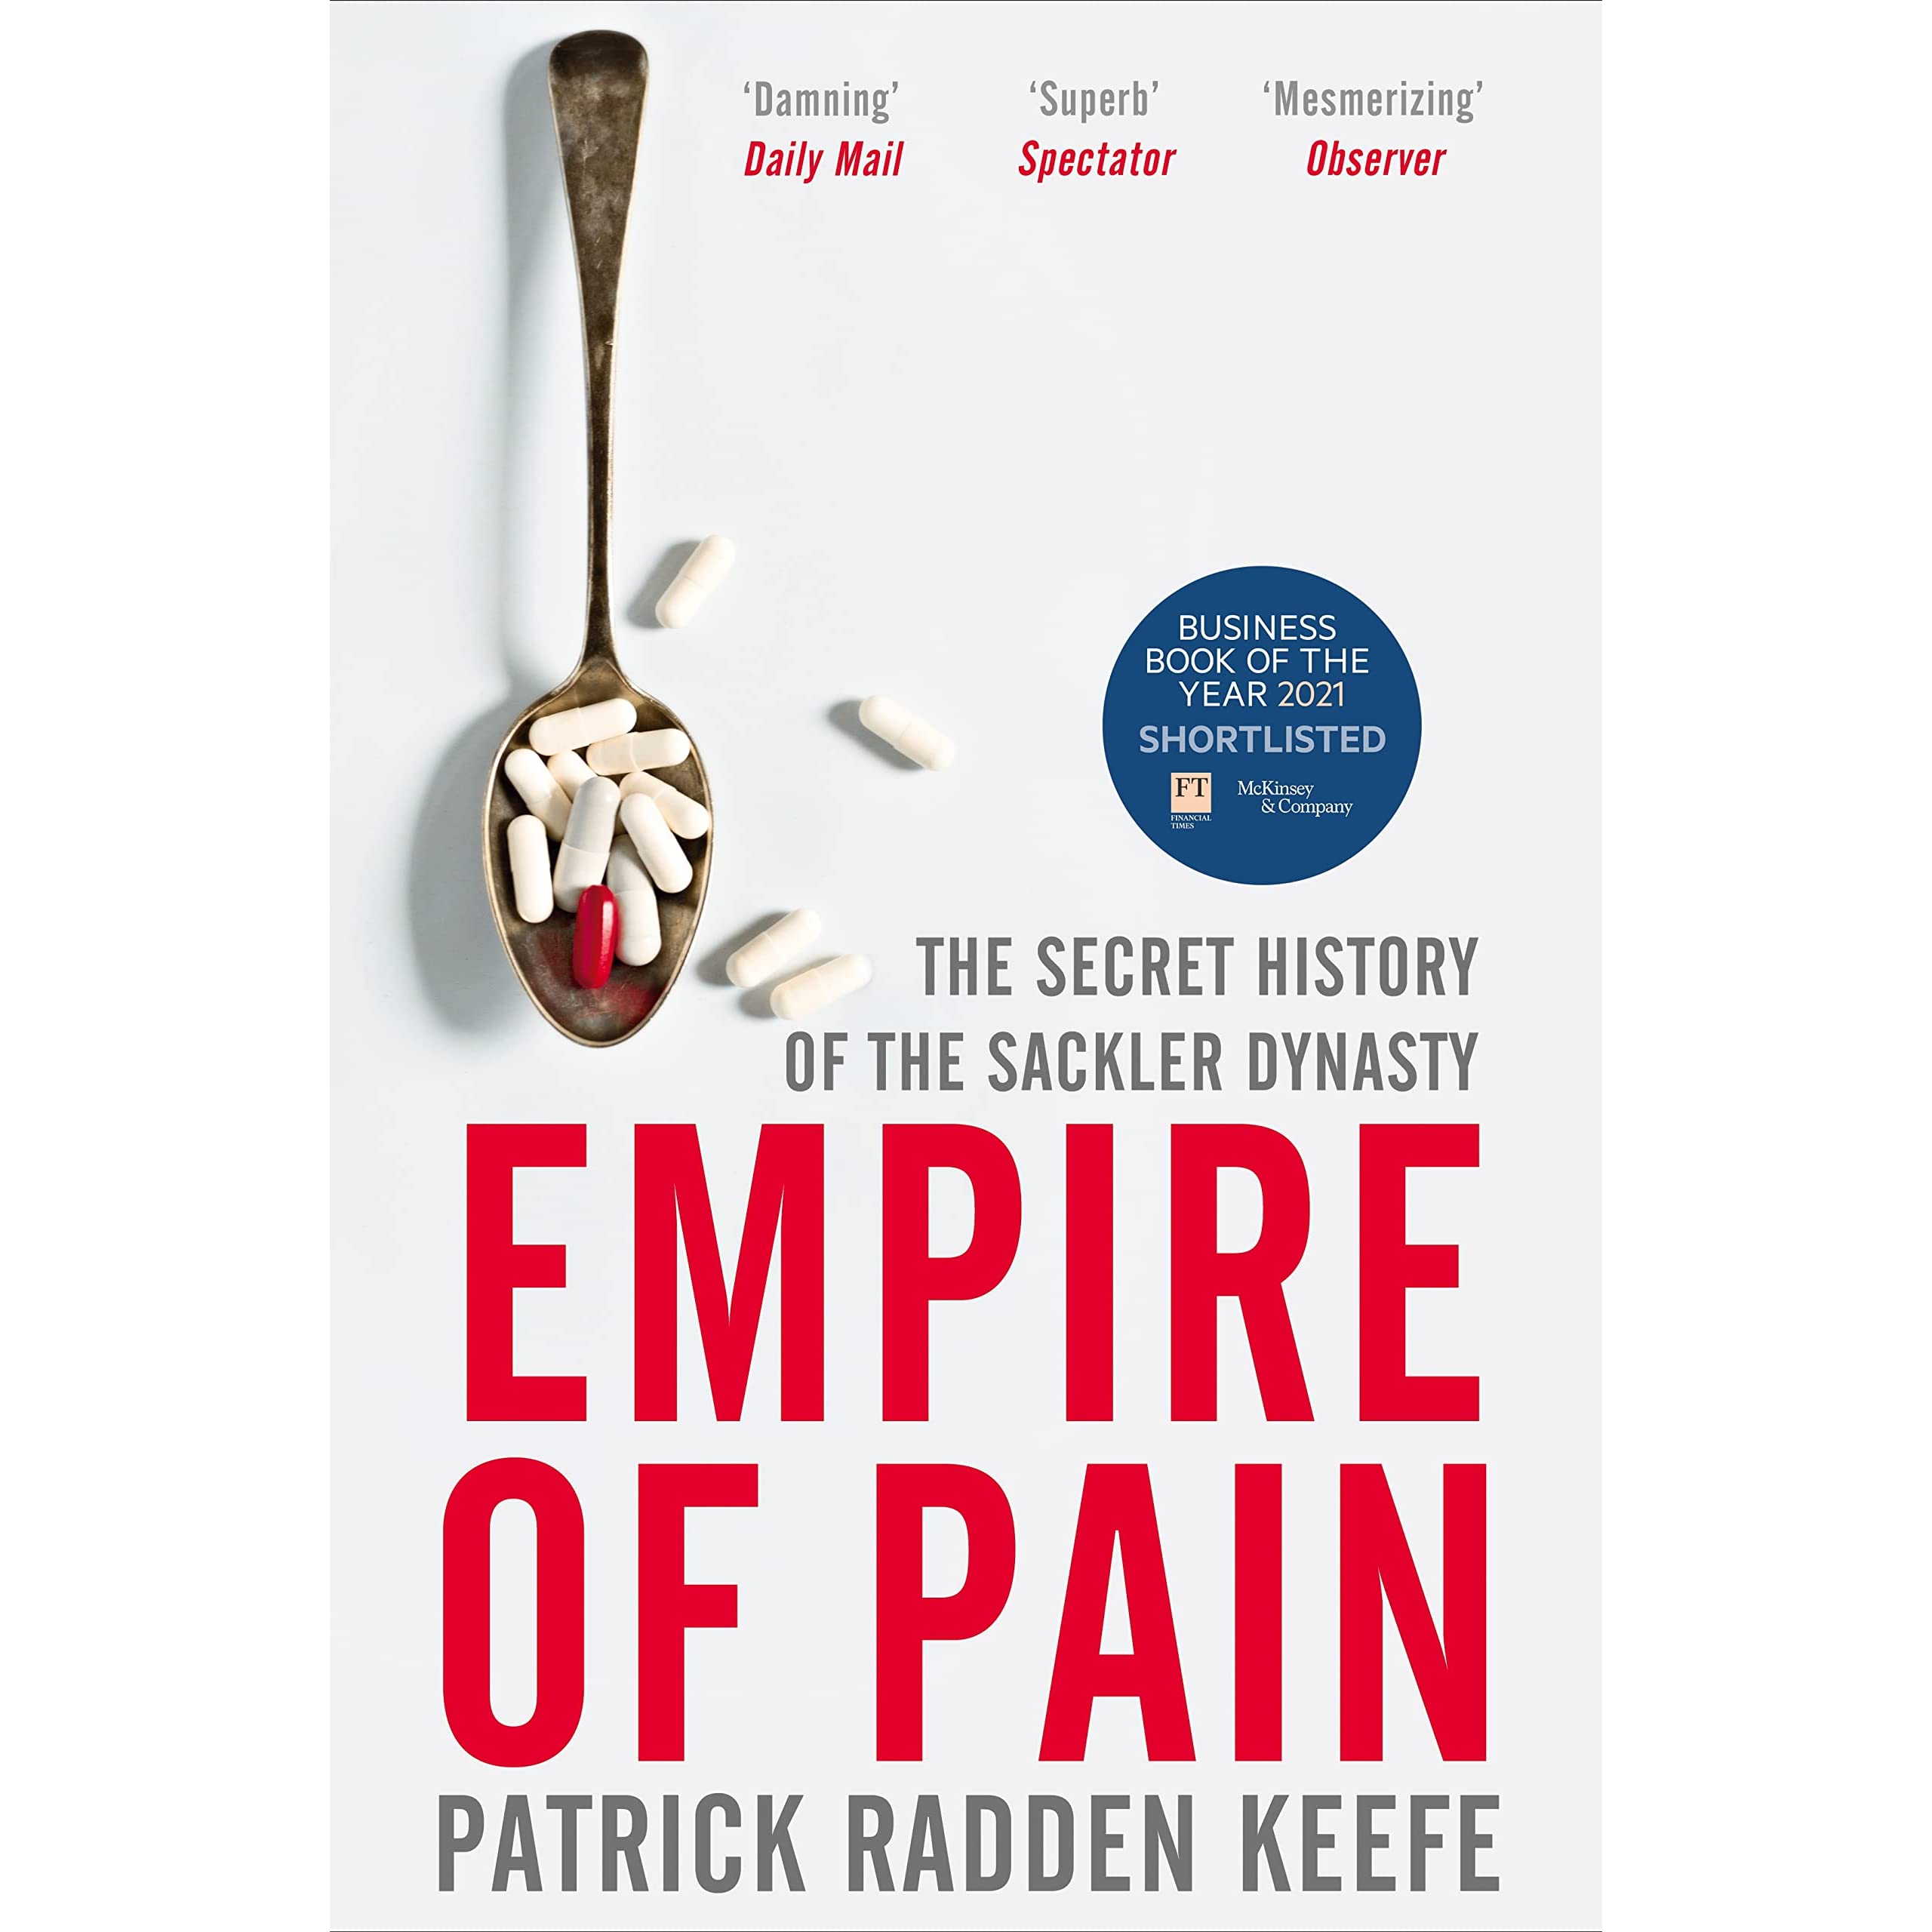 ‘Damning’ ‘Superb’ ‘Mesmerizing’
Daily Mail Spectator Observer
BUSINESS
BOOK OF THE
YEAR 2021
SHORTLISTED
FT McKinsey
& Company
FINANCIAL
TIMES
THE SECRET HISTORY
OF THE SACKLER DYNASTY
EMPIRE
OF PAIN
PATRICK RADDEN KEEFE